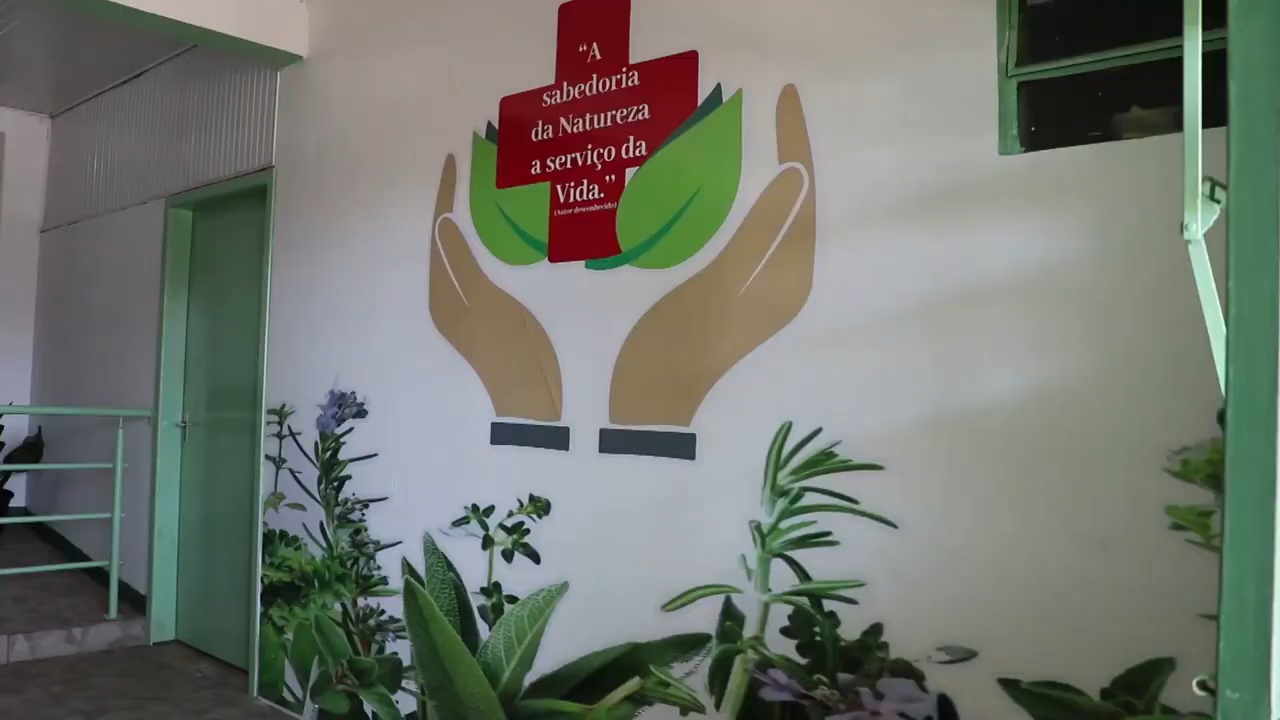 “A
sabedoria
da Natureza
a serviço da
Vida.”
(Autor desconhecido)